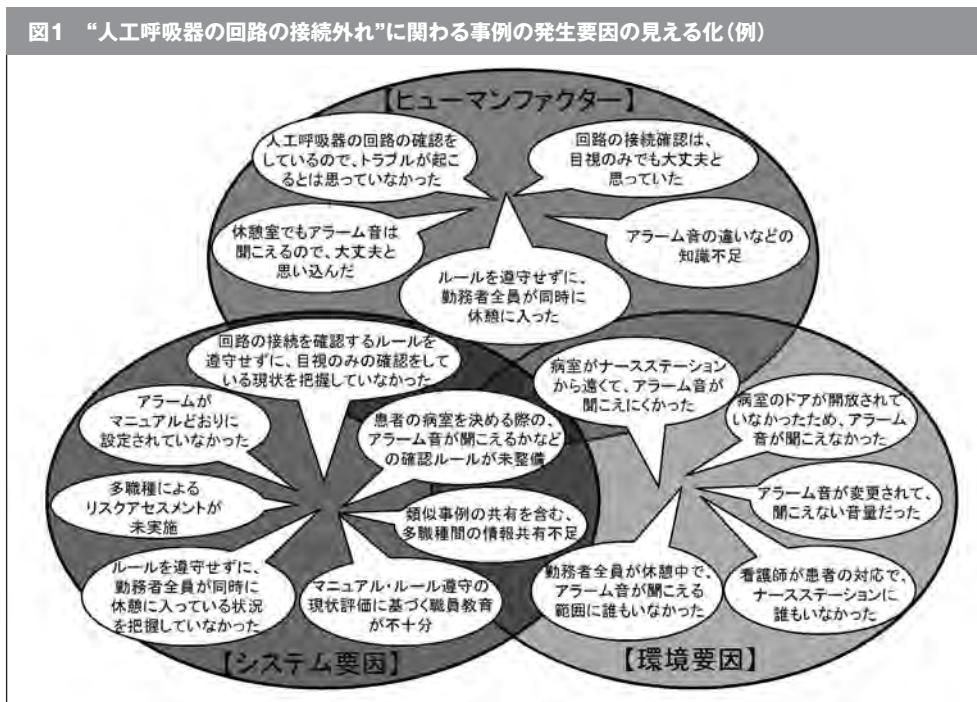 図1 “人工呼吸器の回路の接続外れ”に関わる事例の発生要因の見える化(例)
【ヒューマンファクター】
人工呼吸器の回路の確認を
しているので、トラブルが起こ
るとは思っていなかった
回路の接続確認は、
目視のみでも大丈夫と
思っていた
休憩室でもアラーム音は
聞こえるので、大丈夫と
思い込んだ
アラーム音の違いなどの
知識不足
ルールを遵守せずに、
勤務者全員が同時に
休憩に入った
回路の接続を確認するルールを
遵守せずに、目視のみの確認をして
いる現状を把握していなかった
アラームが
マニュアルどおりに
設定されていなかった
患者の病室を決める際の、
アラーム音が聞こえるかなど
の確認ルールが未整備
多職種による
リスクアセスメントが
未実施
類似事例の共有を含む、
多職種間の情報共有不足
ルールを遵守せずに、
勤務者全員が同時に
休憩に入っている状況
を把握していなかった
マニュアル・ルール遵守の
現状評価に基づく職員教育
が不十分
【システム要因】
病室がナースステーション
から遠くて、アラーム音が
聞こえにくかった
病室のドアが開放されて
いなかったため、アラーム
音が聞こえなかった
アラーム音が変更されて、
聞こえない音量だった
勤務者全員が休憩中で、
アラーム音が聞こえる
範囲に誰もいなかった
看護師が患者の対応で、
ナースステーションに
誰もいなかった
【環境要因】